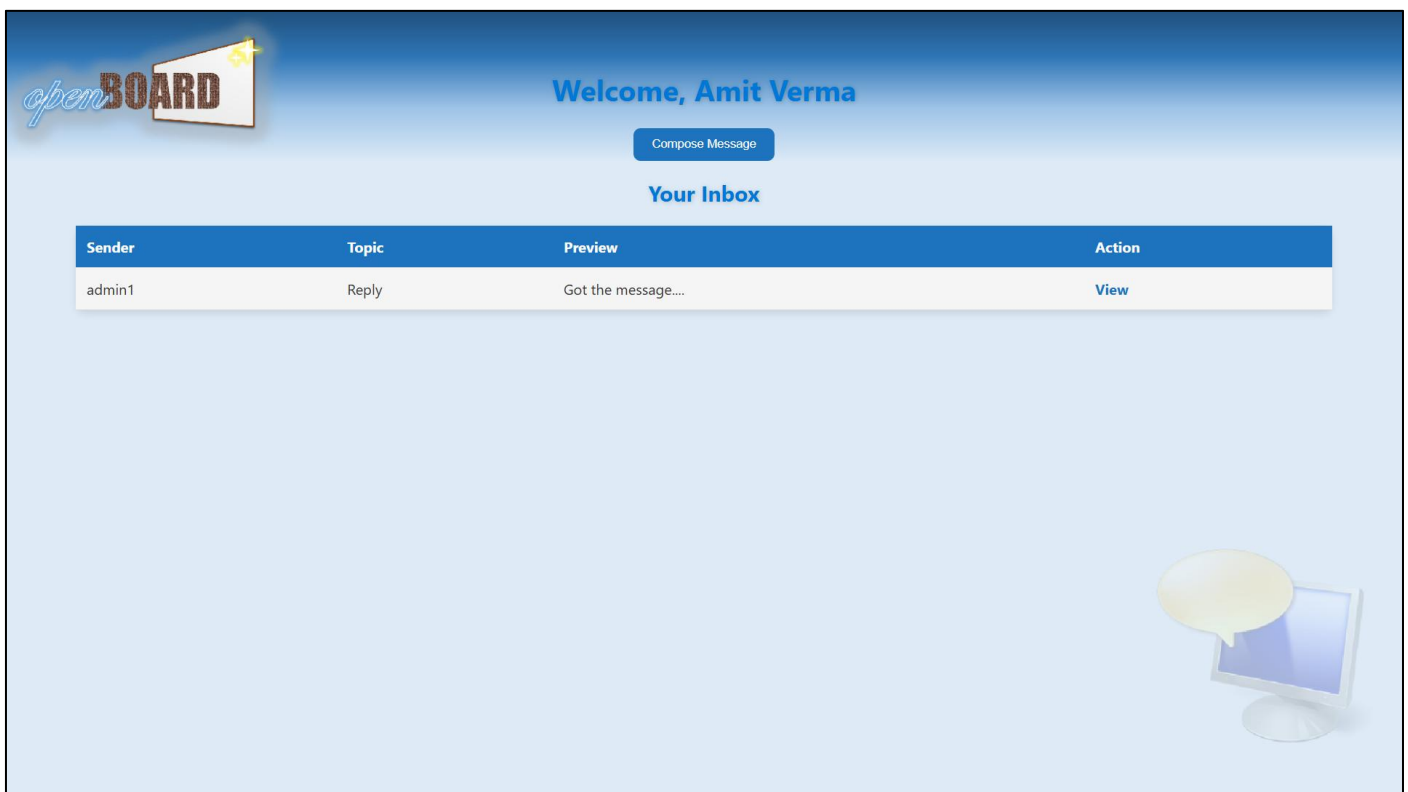 openBOARD
Welcome, Amit Verma
Compose Message
Your Inbox
Sender Topic Preview Action
admin1 Reply Got the message.... View